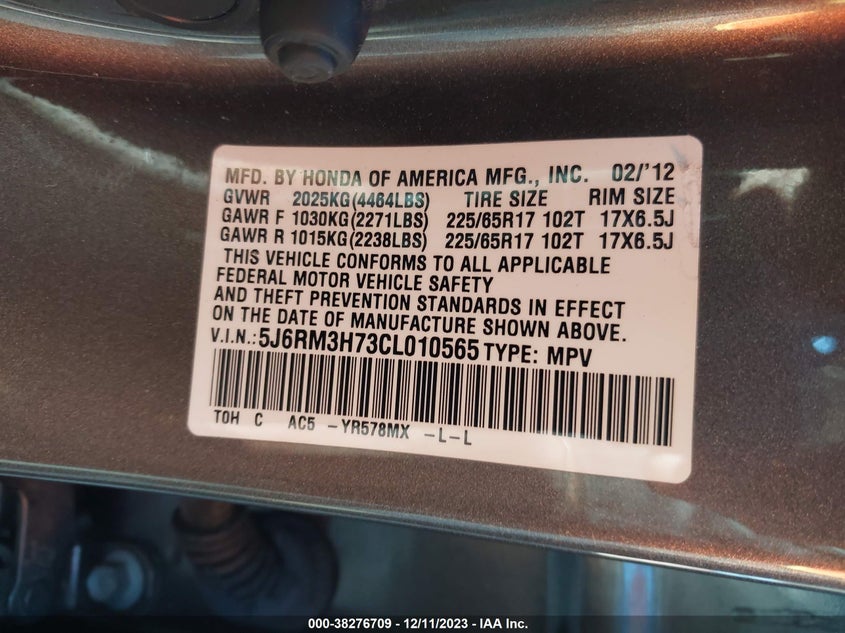 MFD. BY HONDA OF AMERICA MFG., INC. 02/'12
GVWR 2025KG(4464LBS) TIRE SIZE RIM SIZE
GAWR F 1030KG(2271LBS) 225/65R17 102T 17X6.5J
GAWR R 1015KG(2238LBS) 225/65R17 102T 17X6.5J
THIS VEHICLE CONFORMS TO ALL APPLICABLE
FEDERAL MOTOR VEHICLE SAFETY
AND THEFT PREVENTION STANDARDS IN EFFECT
ON THE DATE OF MANUFACTURE SHOWN ABOVE.
V.I.N.: 5J6RM3H73CL010565 TYPE: MPV
TOH C AC5 -YR578MX -L-L
000-38276709 - 12/11/2023 - IAA Inc.